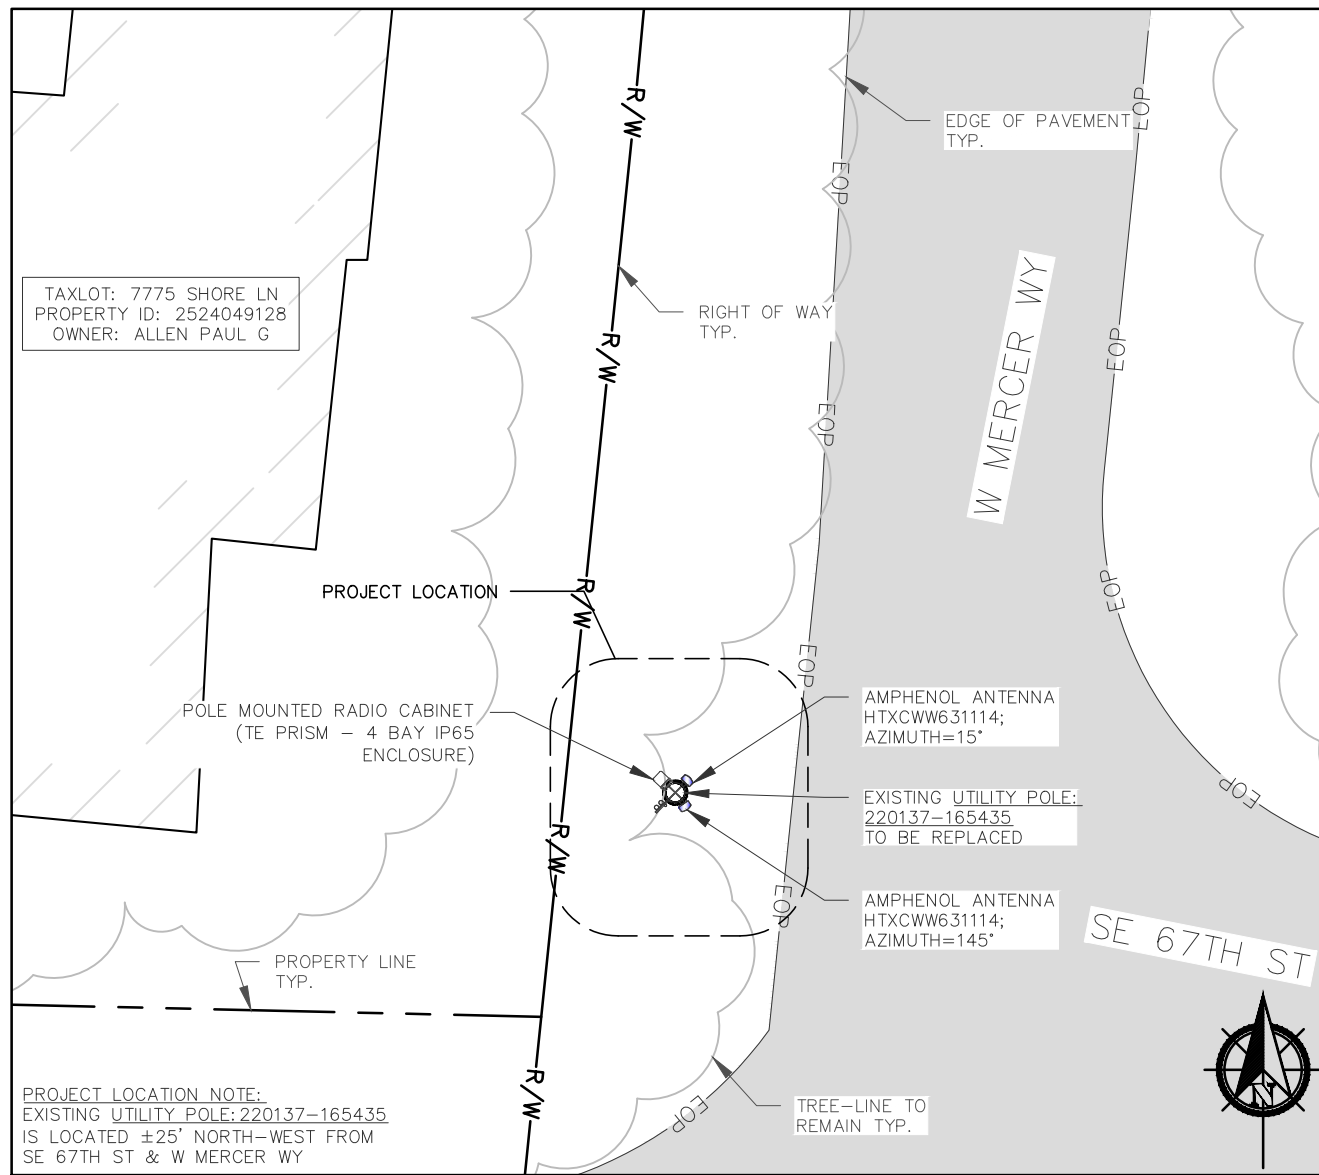 R/W
EOP
EDGE OF PAVEMENT
TYP.
EOP
TAXLOT: 7775 SHORE LN
PROPERTY ID: 2524049128
OWNER: ALLEN PAUL G
RIGHT OF WAY
TYP.
W MERCER WY
R/W
EOP
EOP
PROJECT LOCATION
R/W
EOP
EOP
POLE MOUNTED RADIO CABINET
(TE PRISM – 4 BAY IP65
ENCLOSURE)
AMPHENOL ANTENNA
HTXCWW631114;
AZIMUTH=15°
EXISTING UTILITY POLE:
220137–165435
TO BE REPLACED
EOP
R/W
EOP
AMPHENOL ANTENNA
HTXCWW631114;
AZIMUTH=145°
SE 67TH ST
PROPERTY LINE
TYP.
N
PROJECT LOCATION NOTE:
EXISTING UTILITY POLE:220137–165435
IS LOCATED ±25' NORTH–WEST FROM
SE 67TH ST & W MERCER WY
R/W
EOP
TREE–LINE TO
REMAIN TYP.